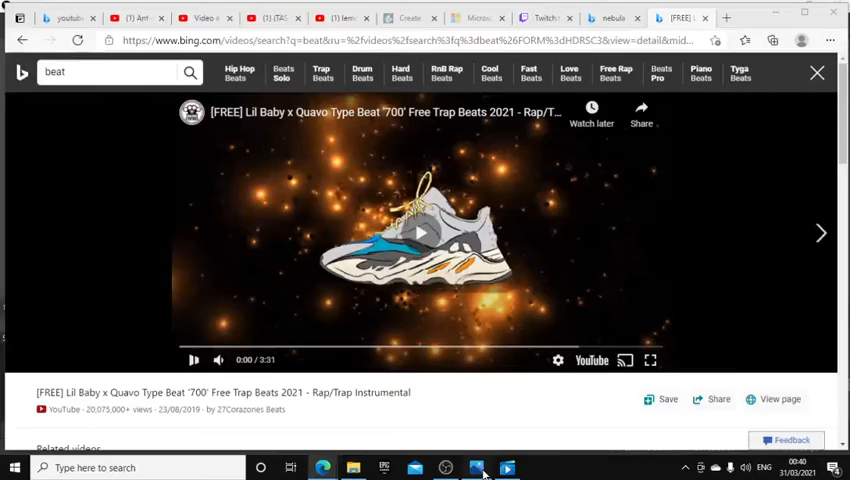 youtube
(1) Ant-
Video e
(1) (TAS
(1) lemo
Create
Micros
Twitch
nebula
[FREE] L
https://www.bing.com/videos/search?q=beat&ru=%2fvideos%2fsearch%3fq%3dbeat%26FORM%3dHDRSC3&view=detail&mid...
beat
Hip Hop Beats
Beats Solo
Trap Beats
Drum Beats
Hard Beats
RnB Rap Beats
Cool Beats
Fast Beats
Love Beats
Free Rap Beats
Beats Pro
Piano Beats
Tyga Beats
[FREE] Lil Baby x Quavo Type Beat '700' Free Trap Beats 2021 - Rap/T...
Watch later
Share
0:00 / 3:31
YouTube
[FREE] Lil Baby x Quavo Type Beat '700' Free Trap Beats 2021 - Rap/Trap Instrumental
YouTube · 20,075,000+ views · 23/08/2019 · by 27Corazones Beats
Save
Share
View page
Related videos
Feedback
Type here to search
EPIC
ENG
00:40
31/03/2021
4